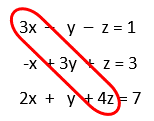 3x – y – z = 1
-x + 3y + z = 3
2x + y + 4z = 7